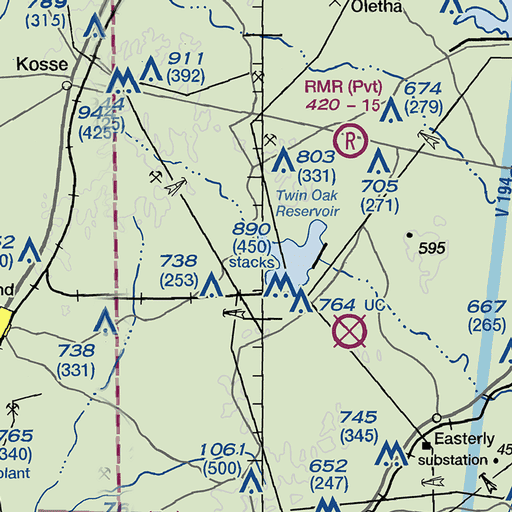 789
(315)
Oletha
Kosse
911
(392)
944
(425)
RMR (Pvt)
420 - 15
674
(279)
R
803
(331)
705
(271)
Twin Oak
Reservoir
V 194
890
(450)
stacks
595
738
(253)
764 UC
667
(265)
738
(331)
745
(345)
Easterly
substation
1061
(500)
652
(247)
765
(340)